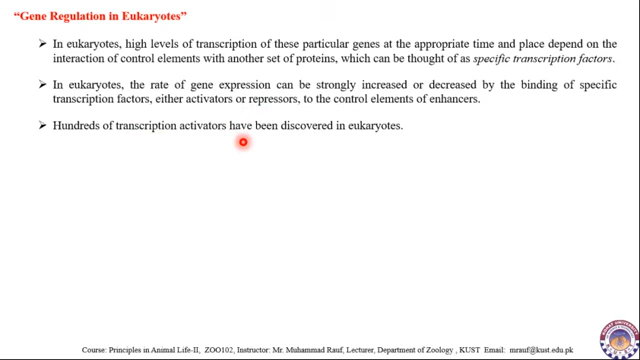 “Gene Regulation in Eukaryotes”
➢ In eukaryotes, high levels of transcription of these particular genes at the appropriate time and place depend on the
interaction of control elements with another set of proteins, which can be thought of as specific transcription factors.
➢ In eukaryotes, the rate of gene expression can be strongly increased or decreased by the binding of specific
transcription factors, either activators or repressors, to the control elements of enhancers.
➢ Hundreds of transcription activators have been discovered in eukaryotes.
Course: Principles in Animal Life-II, ZOO102, Instructor: Mr. Muhammad Rauf, Lecturer, Department of Zoology, KUST Email: mrauf@kust.edu.pk